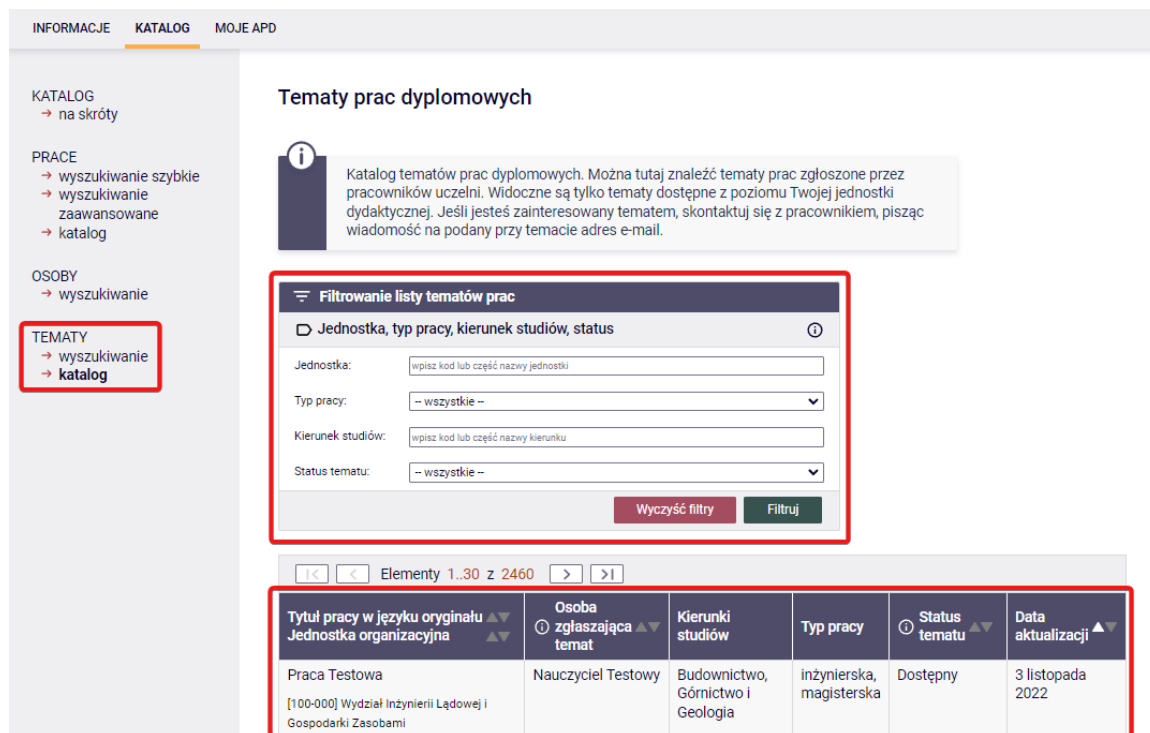 INFORMACJE KATALOG MOJE APD
KATALOG
→ na skróty
PRACE
→ wyszukiwanie szybkie
→ wyszukiwanie
zaawansowane
→ katalog
OSOBY
→ wyszukiwanie
TEMATY
→ wyszukiwanie
→ katalog
Tematy prac dyplomowych
Katalog tematów prac dyplomowych. Można tutaj znaleźć tematy prac zgłoszone przez
pracowników uczelni. Widoczne są tylko tematy dostępne z poziomu Twojej jednostki
dydaktycznej. Jeśli jesteś zainteresowany tematem, skontaktuj się z pracownikiem, pisząc
wiadomość na podany przy temacie adres e-mail.
Filtrowanie listy tematów prac
Jednostka, typ pracy, kierunek studiów, status
Jednostka: wpisz kod lub część nazwy jednostki
Typ pracy: -- wszystkie --
Kierunek studiów: wpisz kod lub część nazwy kierunku
Status tematu: -- wszystkie --
Wyczyść filtry Filtruj
Elementy 1..30 z 2460
Tytuł pracy w języku oryginału
Jednostka organizacyjna
Osoba
zgłaszająca
temat
Kierunki
studiów
Typ pracy
Status
tematu
Data
aktualizacji
Praca Testowa
[100-000] Wydział Inżynierii Lądowej i
Gospodarki Zasobami
Nauczyciel Testowy
Budownictwo,
Górnictwo i
Geologia
inżynierska,
magisterska
Dostępny
3 listopada
2022